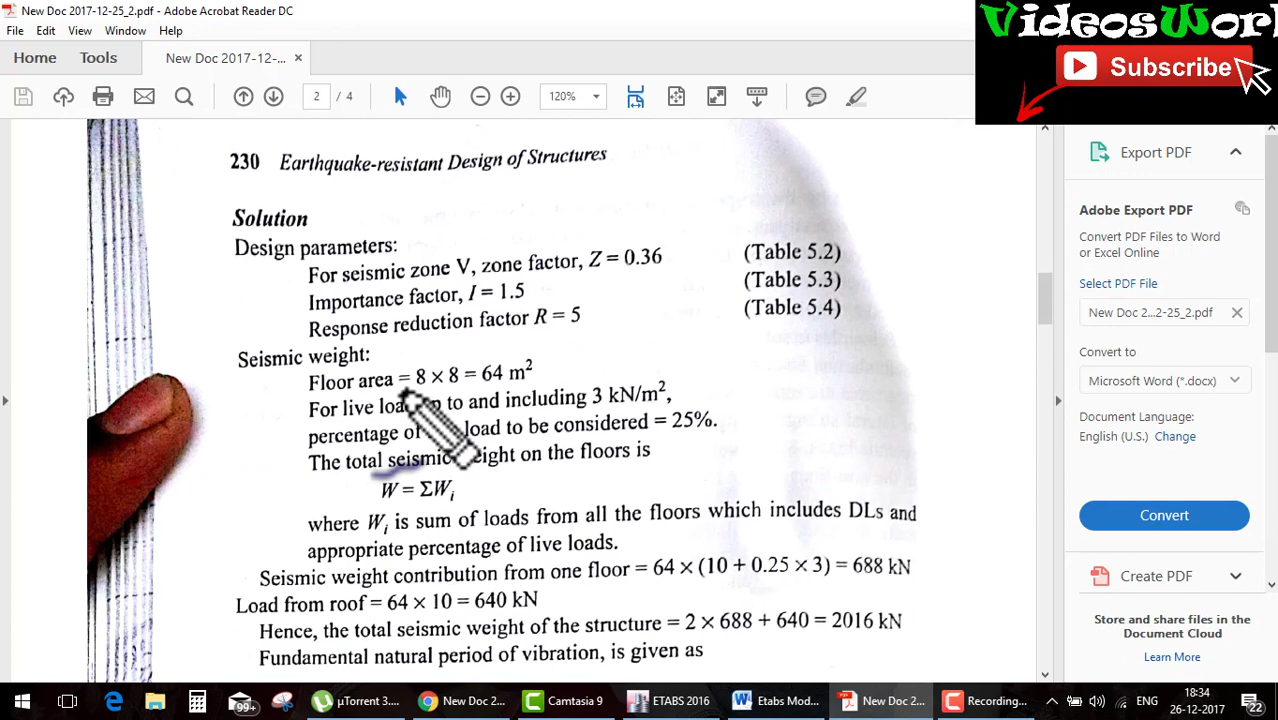 New Doc 2017-12-25_2.pdf - Adobe Acrobat Reader DC
File Edit View Window Help
Home Tools New Doc 2017-12-... ×
2 / 4 120%
VideosWorl
Subscribe
230 Earthquake-resistant Design of Structures
Solution
Design parameters:
For seismic zone V, zone factor, Z = 0.36 (Table 5.2)
Importance factor, I = 1.5 (Table 5.3)
Response reduction factor R = 5 (Table 5.4)
Seismic weight:
Floor area = 8 × 8 = 64 m²
For live to and including 3 kN/m²,
percentage of load to be considered = 25%.
The total seismic weight on the floors is
W = ΣWᵢ
where Wᵢ is sum of loads from all the floors which includes DLs and
appropriate percentage of live loads.
Seismic weight contribution from one floor = 64 × (10 + 0.25 × 3) = 688 kN
Load from roof = 64 × 10 = 640 kN
Hence, the total seismic weight of the structure = 2 × 688 + 640 = 2016 kN
Fundamental natural period of vibration, is given as
Export PDF
Adobe Export PDF
Convert PDF Files to Word
or Excel Online
Select PDF File
New Doc 2...2-25_2.pdf ×
Convert to
Microsoft Word (*.docx)
Document Language:
English (U.S.) Change
Convert
Create PDF
Store and share files in the
Document Cloud
Learn More
99+
µTorrent 3....
New Doc 2...
Camtasia 9
ETABS 2016
Etabs Mod...
New Doc 2...
Recording...
ENG
18:34
26-12-2017
22